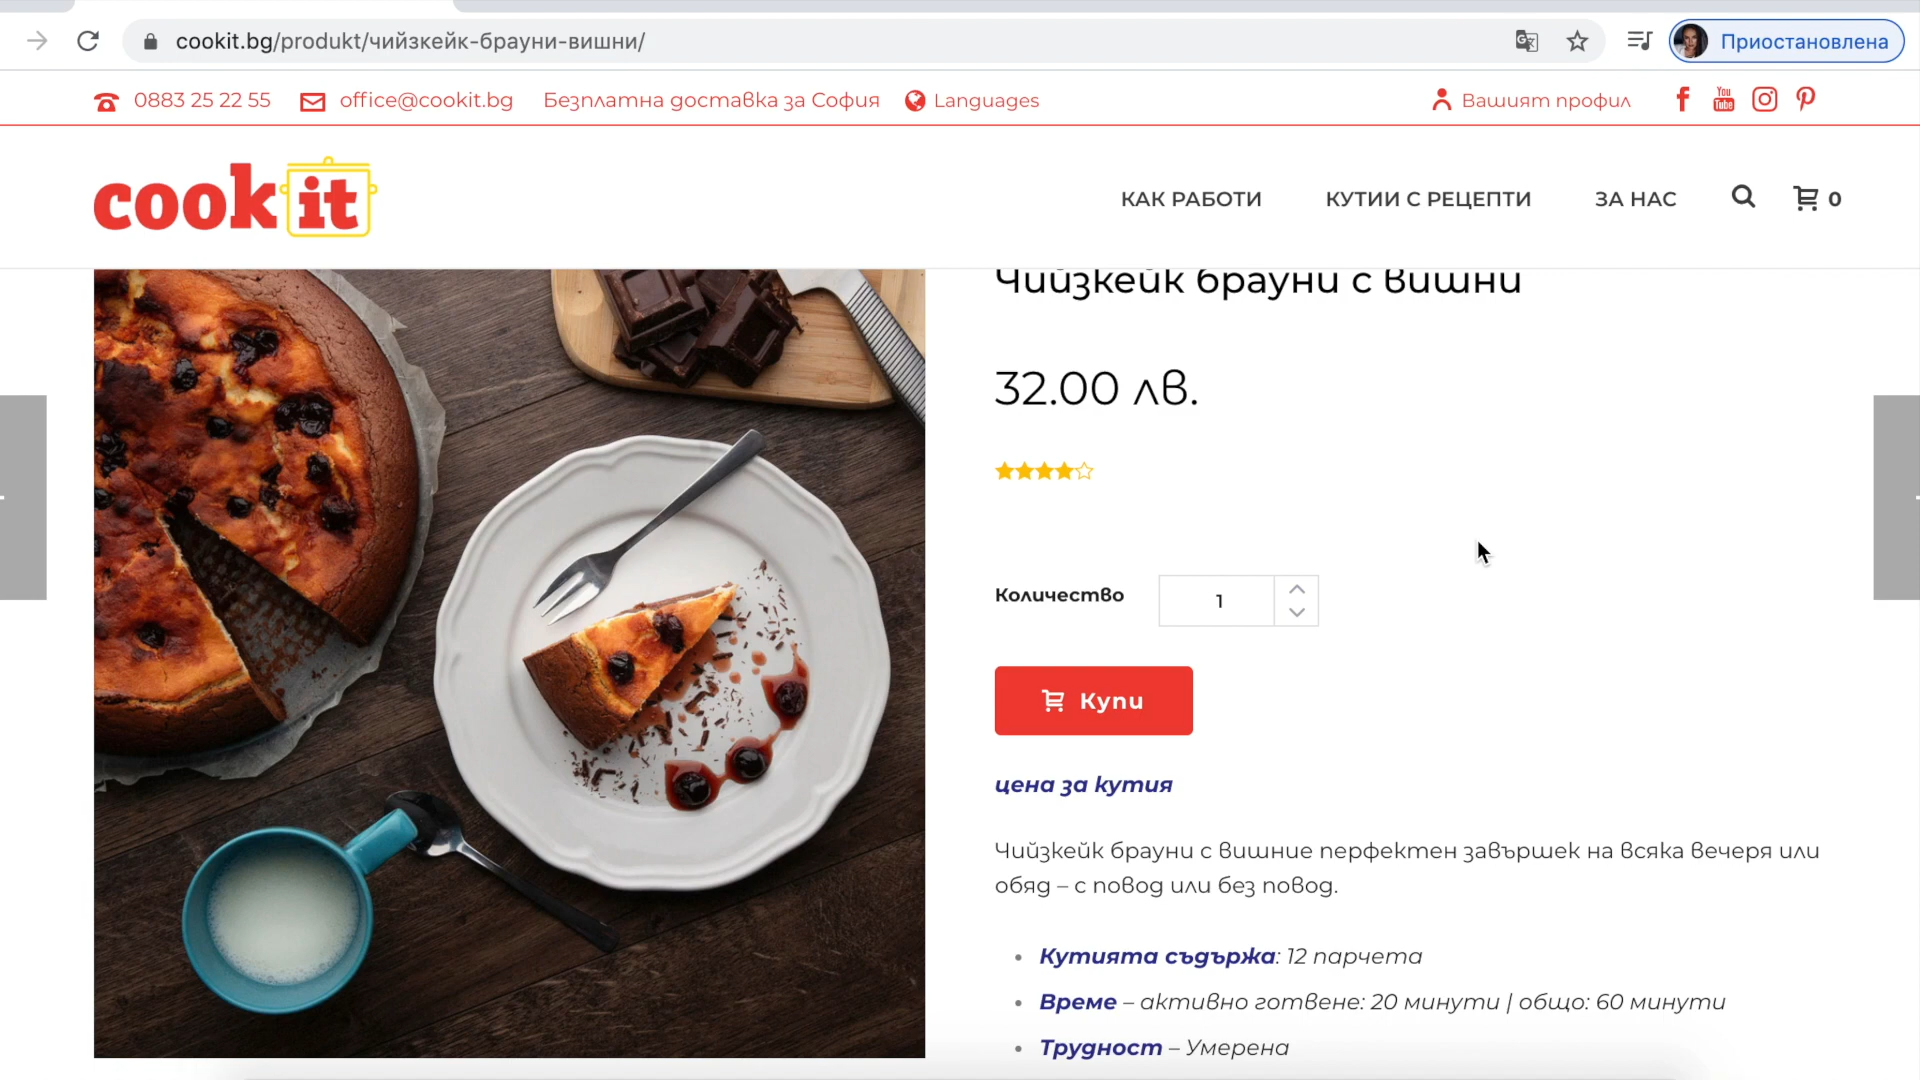 cookit.bg/produkt/чийзкейк-брауни-вишни/
Приостановлена
0883 25 22 55
office@cookit.bg
Безплатна доставка за София
Languages
Вашият профил
You Tube
cook it
КАК РАБОТИ
КУТИИ С РЕЦЕПТИ
ЗА НАС
0
Чийзкейк брауни с вишни
32.00 лв.
Количество
1
Купи
цена за кутия
Чийзкейк брауни с вишние перфектен завършек на всяка вечеря или
обяд – с повод или без повод.
Кутията съдържа: 12 парчета
Време – активно готвене: 20 минути | общо: 60 минути
Трудност – Умерена